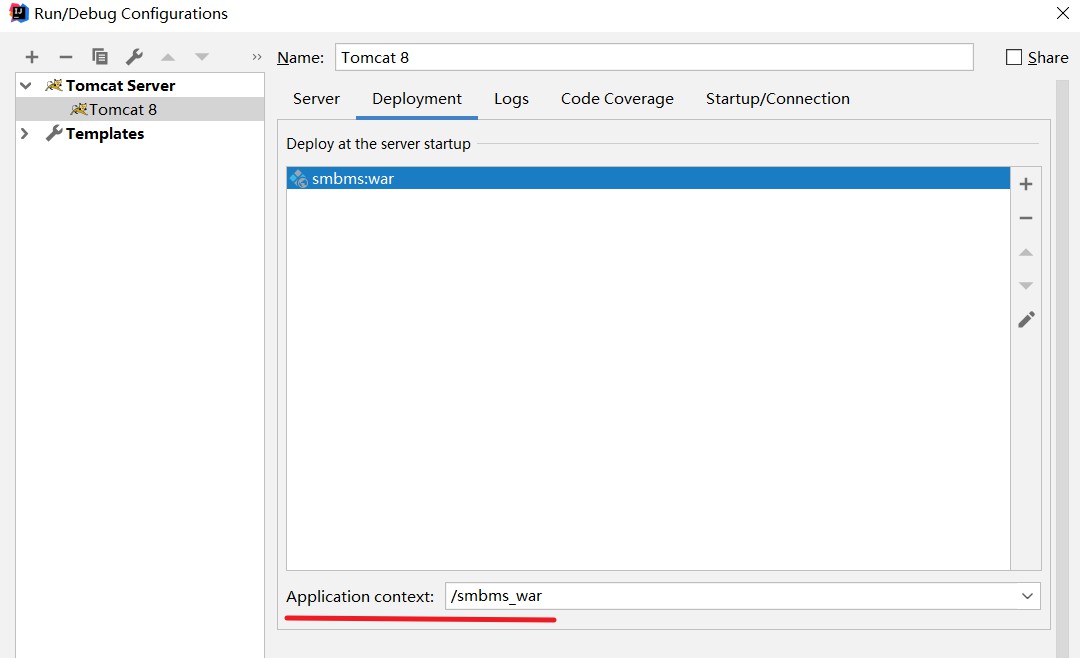 Run/Debug Configurations
Name: Tomcat 8
Share
Tomcat Server
Tomcat 8
Templates
Server Deployment Logs Code Coverage Startup/Connection
Deploy at the server startup
smbms:war
Application context: /smbms_war